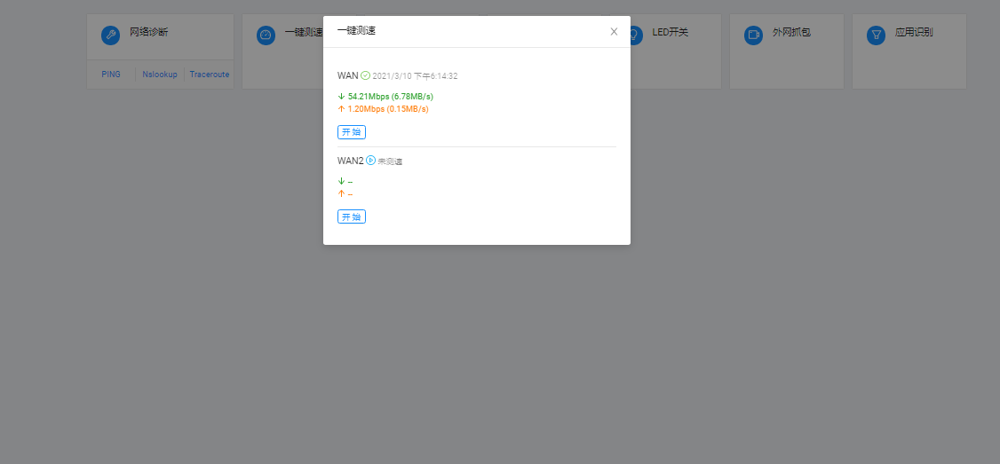 网络诊断
一键测速
LED开关
外网抓包
应用识别
PING
Nslookup
Traceroute
一键测速
WAN 2021/3/10 下午6:14:32
54.21Mbps (6.78MB/s)
1.20Mbps (0.15MB/s)
开 始
WAN2 未测速
--
--
开 始